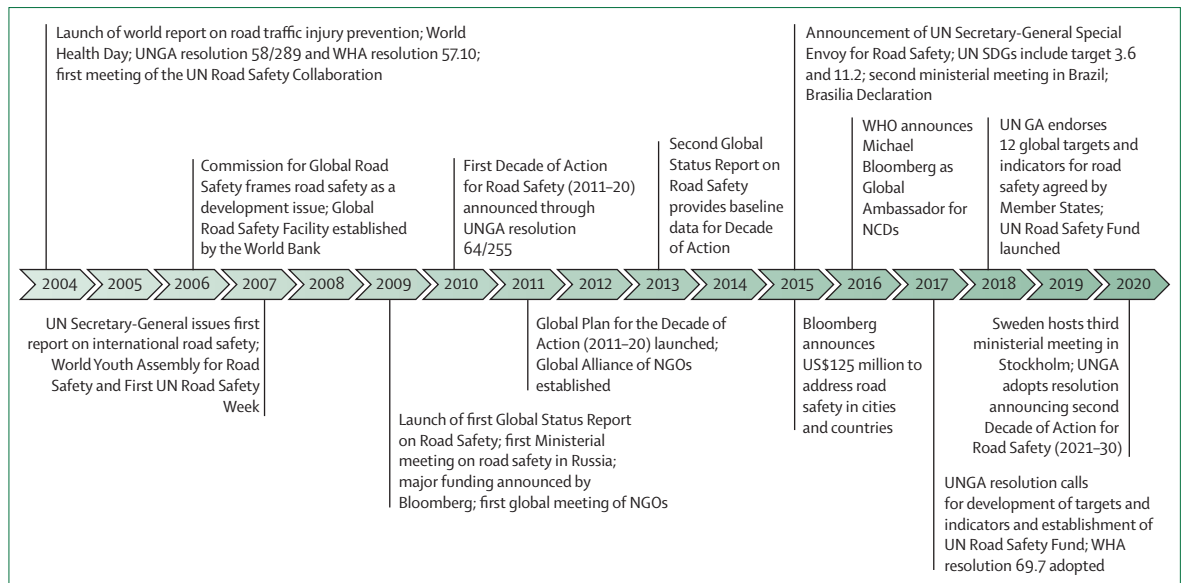 Launch of world report on road traffic injury prevention; World
Health Day; UNGA resolution 58/289 and WHA resolution 57.10;
first meeting of the UN Road Safety Collaboration
Announcement of UN Secretary-General Special
Envoy for Road Safety; UN SDGs include target 3.6
and 11.2; second ministerial meeting in Brazil;
Brasilia Declaration
Commission for Global Road
Safety frames road safety as a
development issue; Global
Road Safety Facility established
by the World Bank
First Decade of Action
for Road Safety (2011–20)
announced through
UNGA resolution
64/255
Second Global
Status Report on
Road Safety
provides baseline
data for Decade
of Action
WHO announces
Michael
Bloomberg as
Global
Ambassador for
NCDs
UN GA endorses
12 global targets and
indicators for road
safety agreed by
Member States;
UN Road Safety Fund
launched
2004 2005 2006 2007 2008 2009 2010 2011 2012 2013 2014 2015 2016 2017 2018 2019 2020
UN Secretary-General issues first
report on international road safety;
World Youth Assembly for Road
Safety and First UN Road Safety
Week
Launch of first Global Status Report
on Road Safety; first Ministerial
meeting on road safety in Russia;
major funding announced by
Bloomberg; first global meeting of NGOs
Global Plan for the Decade of
Action (2011–20) launched;
Global Alliance of NGOs
established
Bloomberg
announces
US$125 million to
address road
safety in cities
and countries
UNGA resolution calls
for development of targets and
indicators and establishment of
UN Road Safety Fund; WHA
resolution 69.7 adopted
Sweden hosts third
ministerial meeting in
Stockholm; UNGA
adopts resolution
announcing second
Decade of Action for
Road Safety (2021–30)